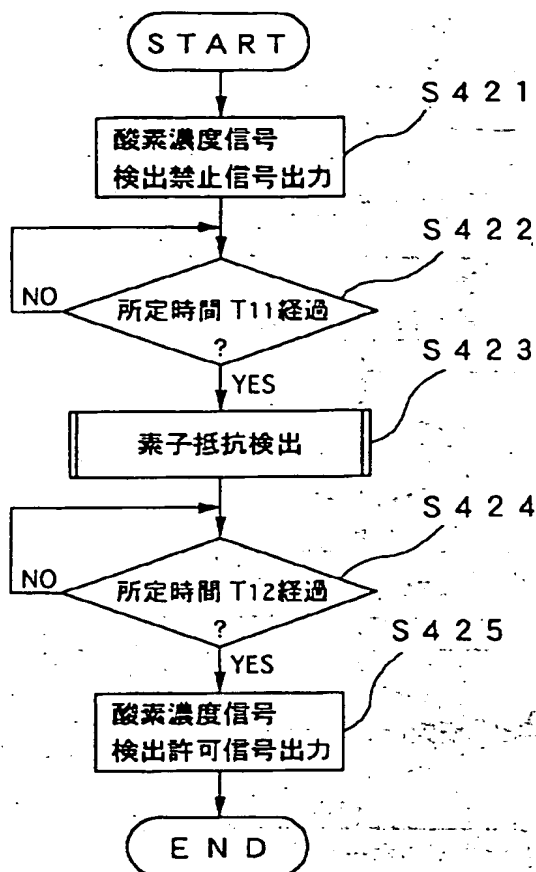 START
S421
酸素濃度信号
検出禁止信号出力
S422
NO
所定時間 T11経過
?
YES
S423
素子抵抗検出
S424
NO
所定時間 T12経過
?
YES
S425
酸素濃度信号
検出許可信号出力
END